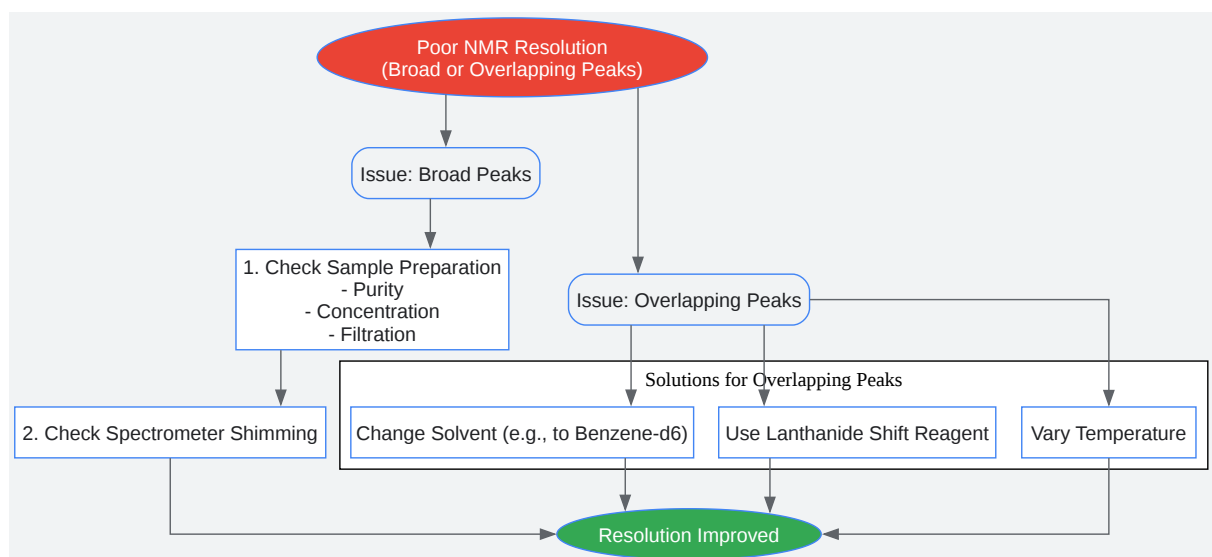 Poor NMR Resolution
(Broad or Overlapping Peaks)
Issue: Broad Peaks
1. Check Sample Preparation
- Purity
- Concentration
- Filtration
Issue: Overlapping Peaks
Solutions for Overlapping Peaks
2. Check Spectrometer Shimming
Change Solvent (e.g., to Benzene-d6)
Use Lanthanide Shift Reagent
Vary Temperature
Resolution Improved